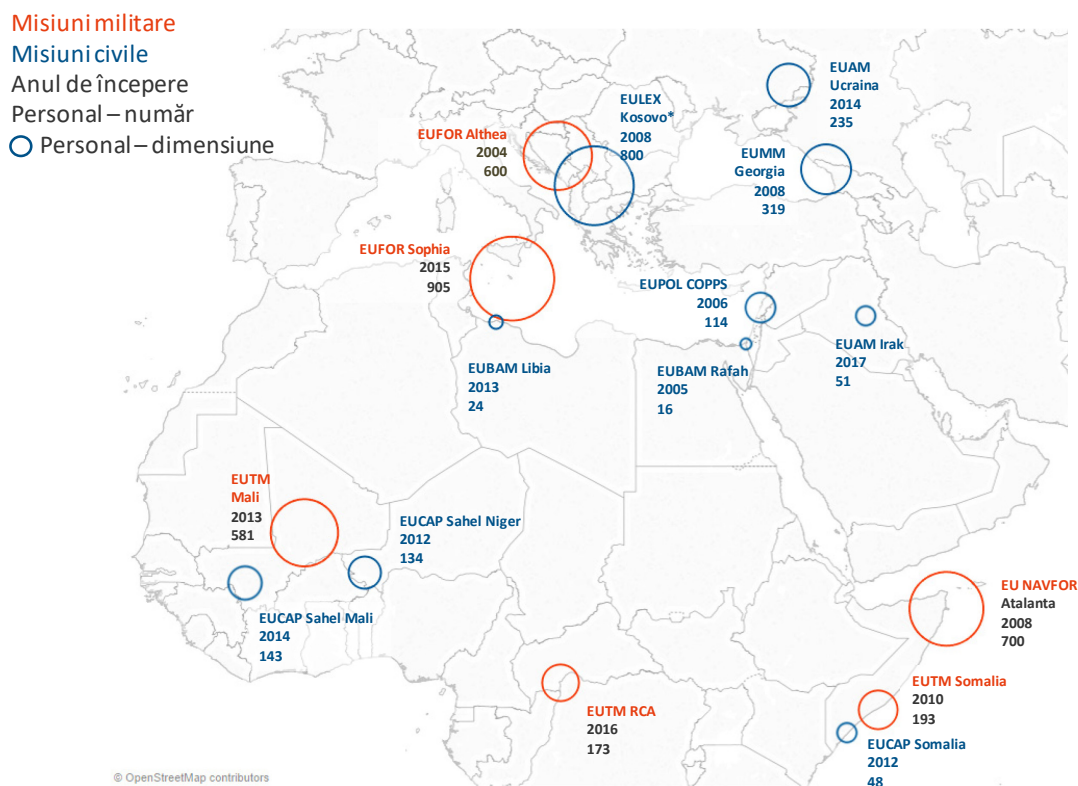 Misiuni militare
Misiuni civile
Anul de începere
Personal – număr
Personal – dimensiune
EUAM
Ucraina
2014
235
EULEX
Kosovo*
2008
800
EUFOR Althea
2004
600
EUMM
Georgia
2008
319
EUFOR Sophia
2015
905
EUPOL COPPS
2006
114
EUAM Irak
2017
51
EUBAM Libia
2013
24
EUBAM Rafah
2005
16
EUTM
Mali
2013
581
EUCAP Sahel Niger
2012
134
EUCAP Sahel Mali
2014
143
EU NAVFOR
Atalanta
2008
700
EUTM RCA
2016
173
EUTM Somalia
2010
193
EUCAP Somalia
2012
48
© OpenStreetMap contributors